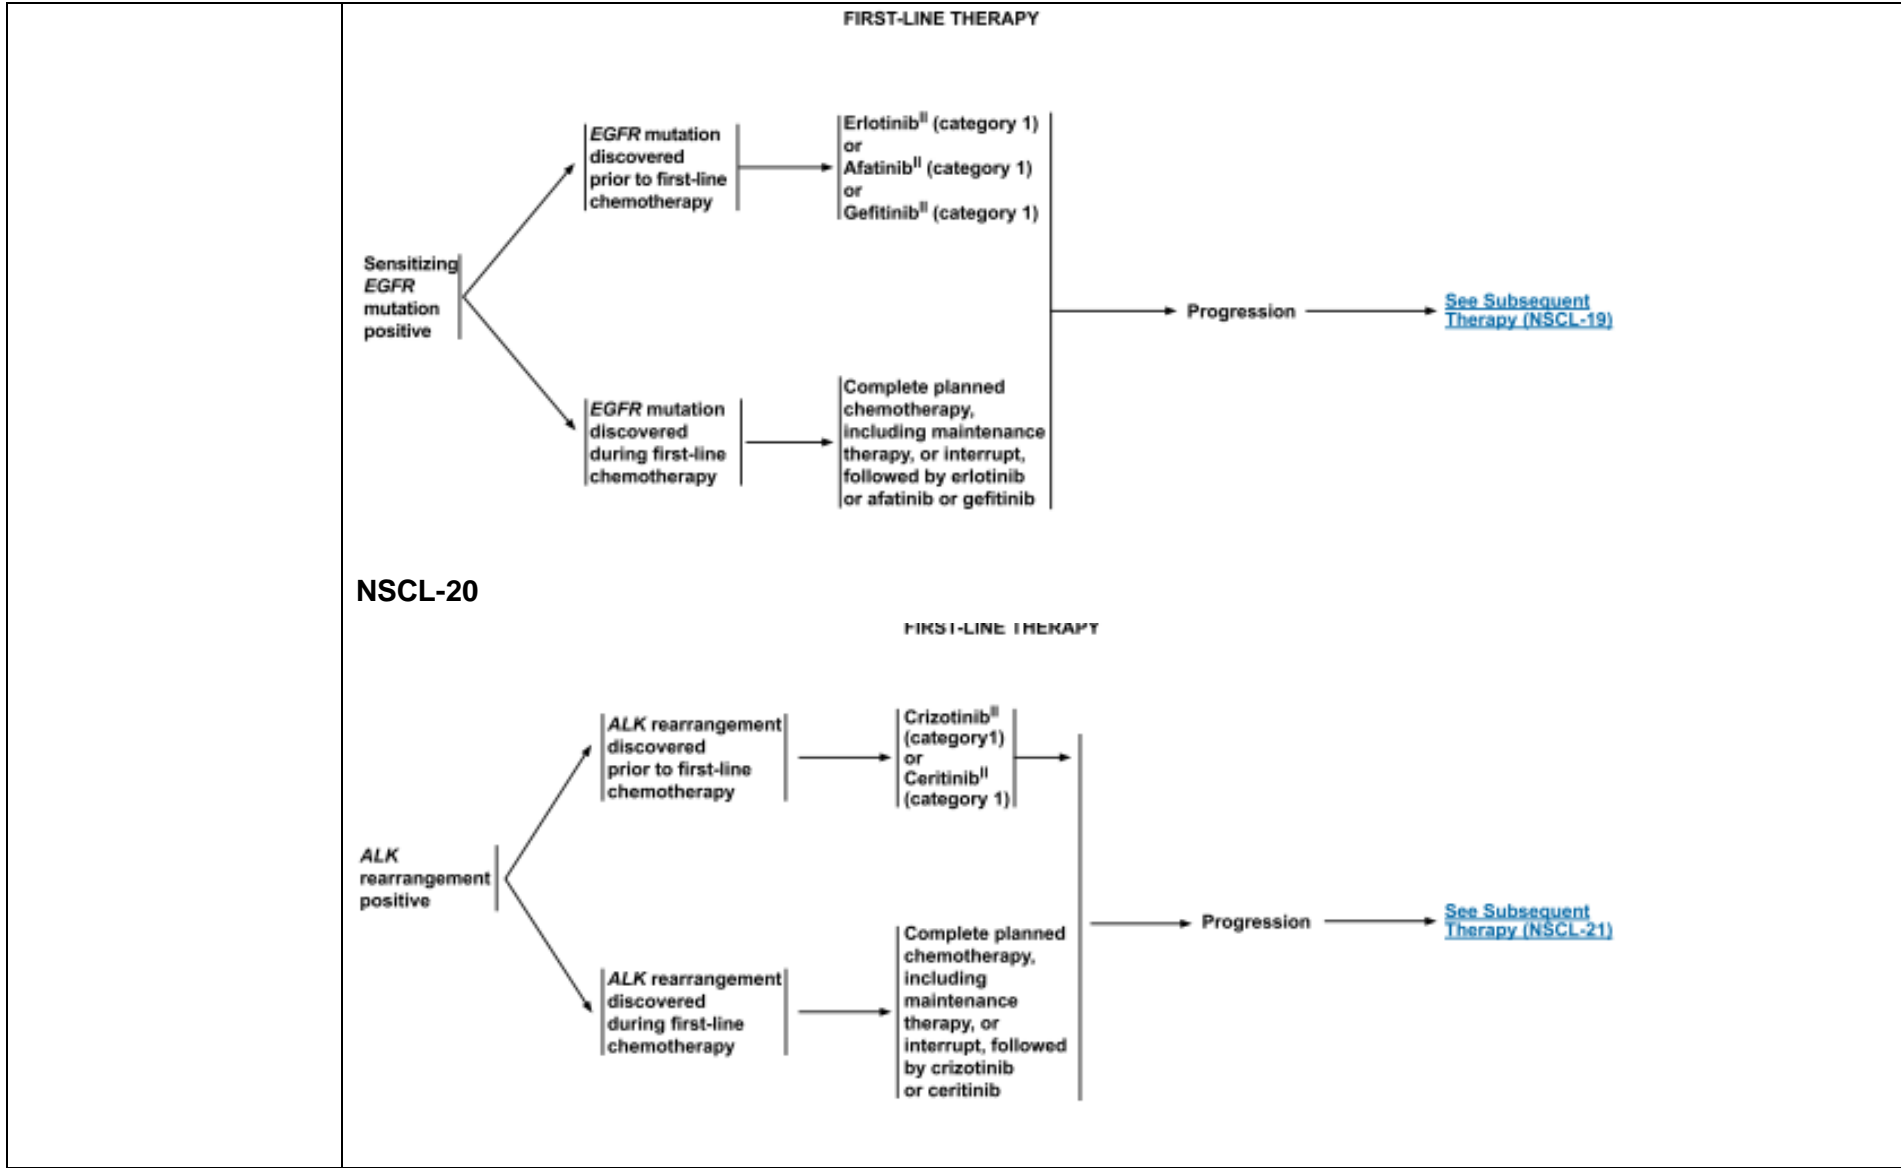 FIRST-LINE THERAPY
EGFR mutation
discovered
prior to first-line
chemotherapy
Erlotinibll (category 1)
or
Afatinibll (category 1)
or
Gefitinibll (category 1)
Sensitizing
EGFR
mutation
positive
Progression
See Subsequent
Therapy (NSCL-19)
EGFR mutation
discovered
during first-line
chemotherapy
Complete planned
chemotherapy,
including maintenance
therapy, or interrupt,
followed by erlotinib
or afatinib or gefitinib
NSCL-20
FIRST-LINE THERAPY
ALK rearrangement
discovered
prior to first-line
chemotherapy
Crizotinibll
(category1)
or
Ceritinibll
(category 1)
ALK
rearrangement
positive
Progression
See Subsequent
Therapy (NSCL-21)
ALK rearrangement
discovered
during first-line
chemotherapy
Complete planned
chemotherapy,
including
maintenance
therapy, or
interrupt, followed
by crizotinib
or ceritinib